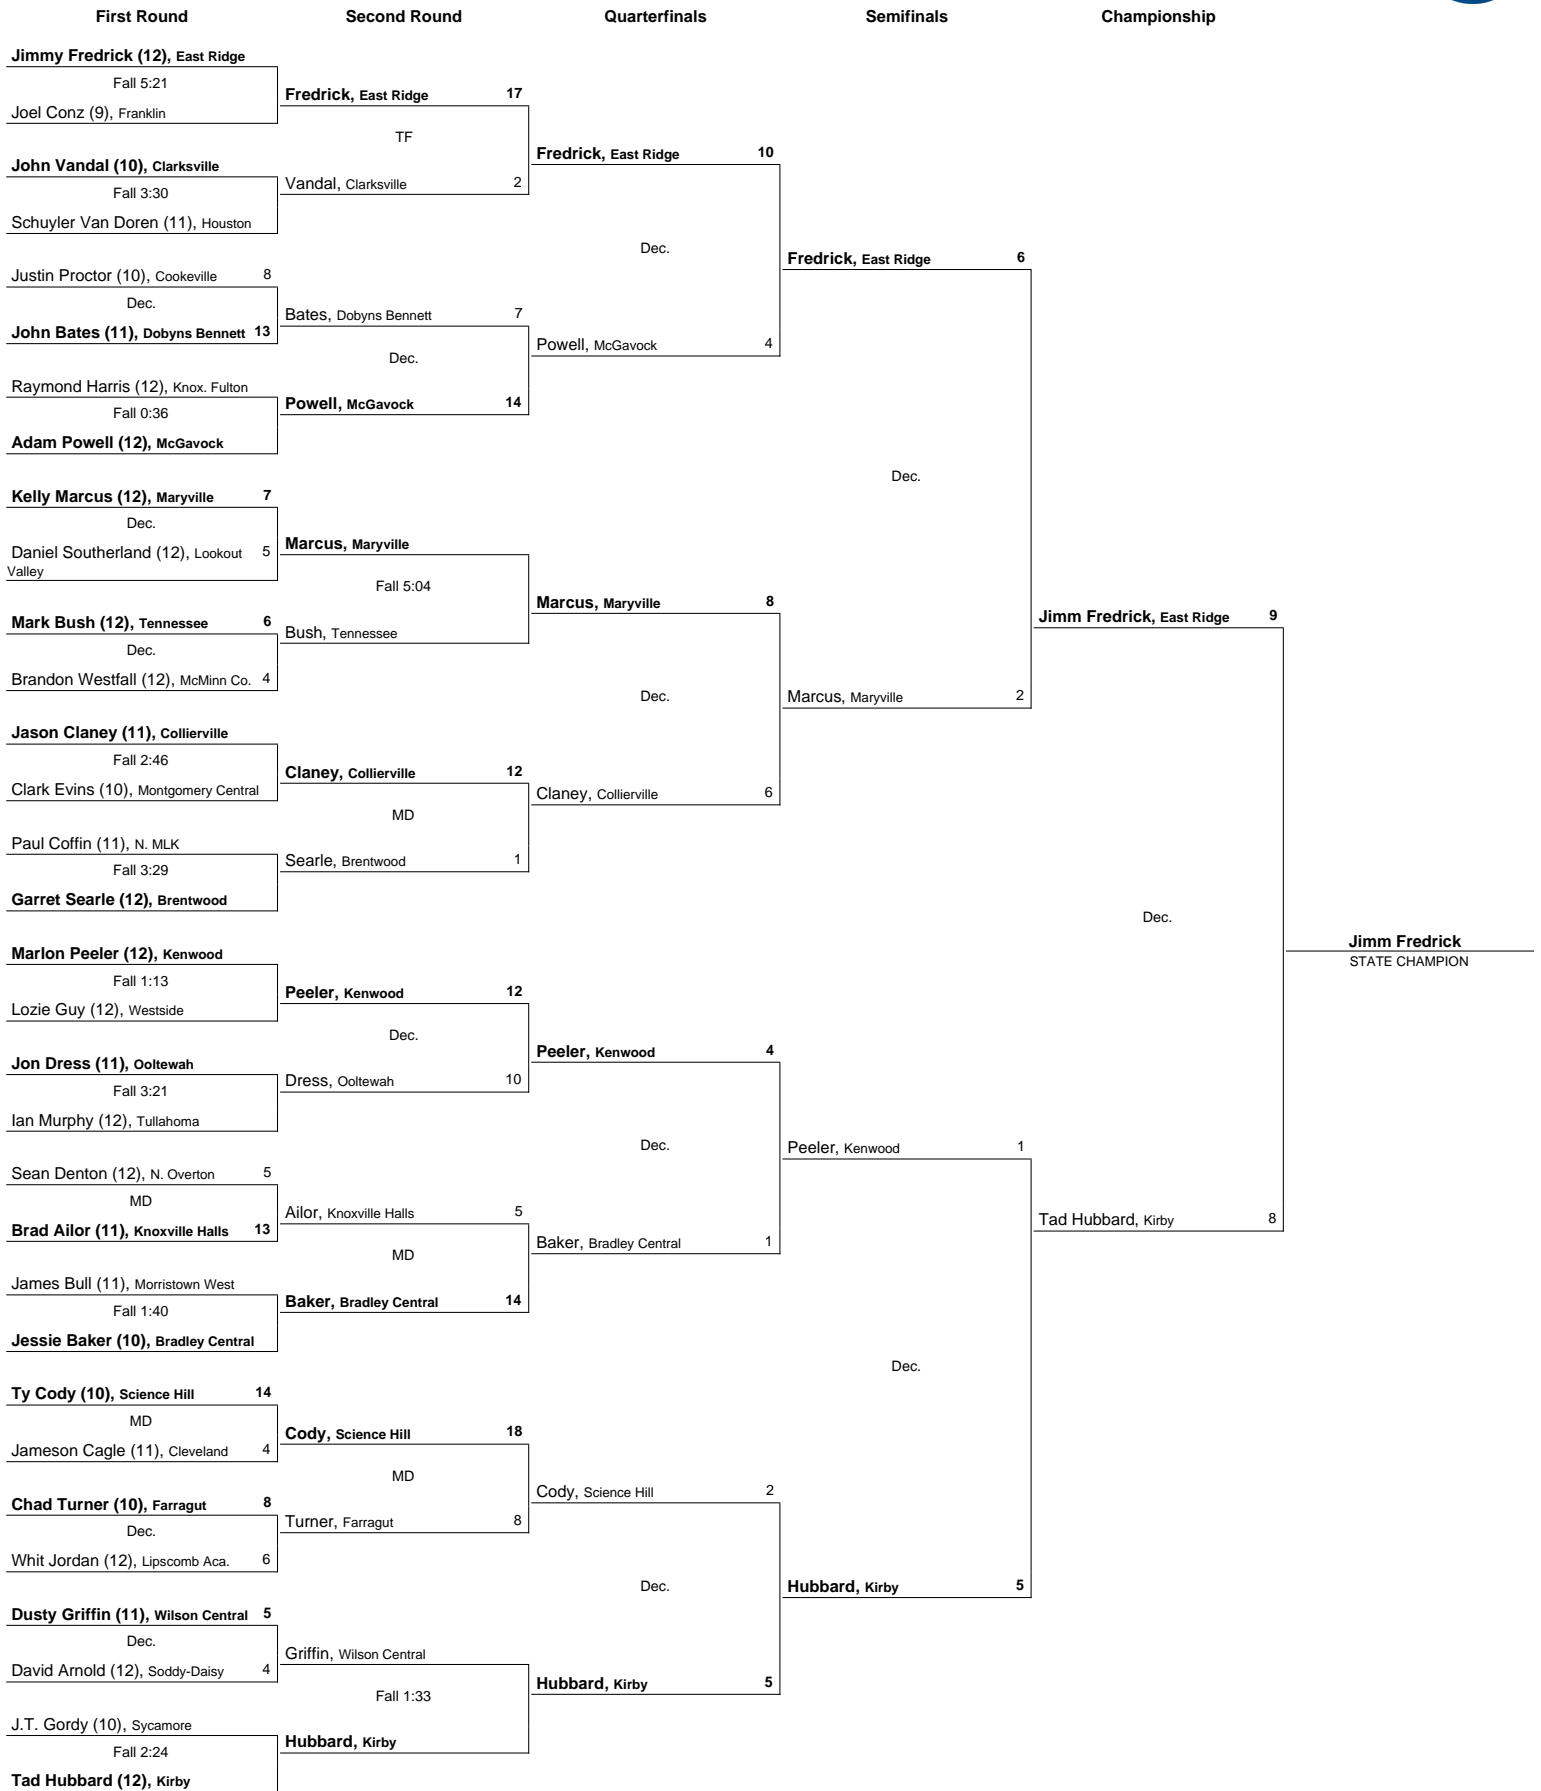 First Round Second Round Quarterfinals Semifinals Championship
Jimmy Fredrick (12), East Ridge
Fall 5:21
Joel Conz (9), Franklin
John Vandal (10), Clarksville
Fall 3:30
Schuyler Van Doren (11), Houston
Justin Proctor (10), Cookeville 8
Dec.
John Bates (11), Dobyns Bennett 13
Raymond Harris (12), Knox. Fulton
Fall 0:36
Adam Powell (12), McGavock
Kelly Marcus (12), Maryville 7
Dec.
Daniel Southerland (12), Lookout 5
Valley
Mark Bush (12), Tennessee 6
Dec.
Brandon Westfall (12), McMinn Co. 4
Jason Claney (11), Collierville
Fall 2:46
Clark Evins (10), Montgomery Central
Paul Coffin (11), N. MLK
Fall 3:29
Garret Searle (12), Brentwood
Marlon Peeler (12), Kenwood
Fall 1:13
Lozie Guy (12), Westside
Jon Dress (11), Ooltewah
Fall 3:21
Ian Murphy (12), Tullahoma
Sean Denton (12), N. Overton 5
MD
Brad Ailor (11), Knoxville Halls 13
James Bull (11), Morristown West
Fall 1:40
Jessie Baker (10), Bradley Central
Ty Cody (10), Science Hill 14
MD
Jameson Cagle (11), Cleveland 4
Chad Turner (10), Farragut 8
Dec.
Whit Jordan (12), Lipscomb Aca. 6
Dusty Griffin (11), Wilson Central 5
Dec.
David Arnold (12), Soddy-Daisy 4
J.T. Gordy (10), Sycamore
Fall 2:24
Tad Hubbard (12), Kirby
Fredrick, East Ridge 17
TF
Vandal, Clarksville 2
Bates, Dobyns Bennett 7
Dec.
Powell, McGavock 14
Marcus, Maryville
Fall 5:04
Bush, Tennessee
Claney, Collierville 12
MD
Searle, Brentwood 1
Peeler, Kenwood 12
Dec.
Dress, Ooltewah 10
Ailor, Knoxville Halls 5
MD
Baker, Bradley Central 14
Cody, Science Hill 18
MD
Turner, Farragut 8
Griffin, Wilson Central
Fall 1:33
Hubbard, Kirby
Fredrick, East Ridge 10
Dec.
Powell, McGavock 4
Marcus, Maryville 8
Dec.
Claney, Collierville 6
Peeler, Kenwood 4
Dec.
Baker, Bradley Central 1
Cody, Science Hill 2
Dec.
Hubbard, Kirby 5
Fredrick, East Ridge 6
Dec.
Marcus, Maryville 2
Peeler, Kenwood 1
Dec.
Hubbard, Kirby 5
Jimm Fredrick, East Ridge 9
Dec.
Tad Hubbard, Kirby 8
Jimm Fredrick
STATE CHAMPION